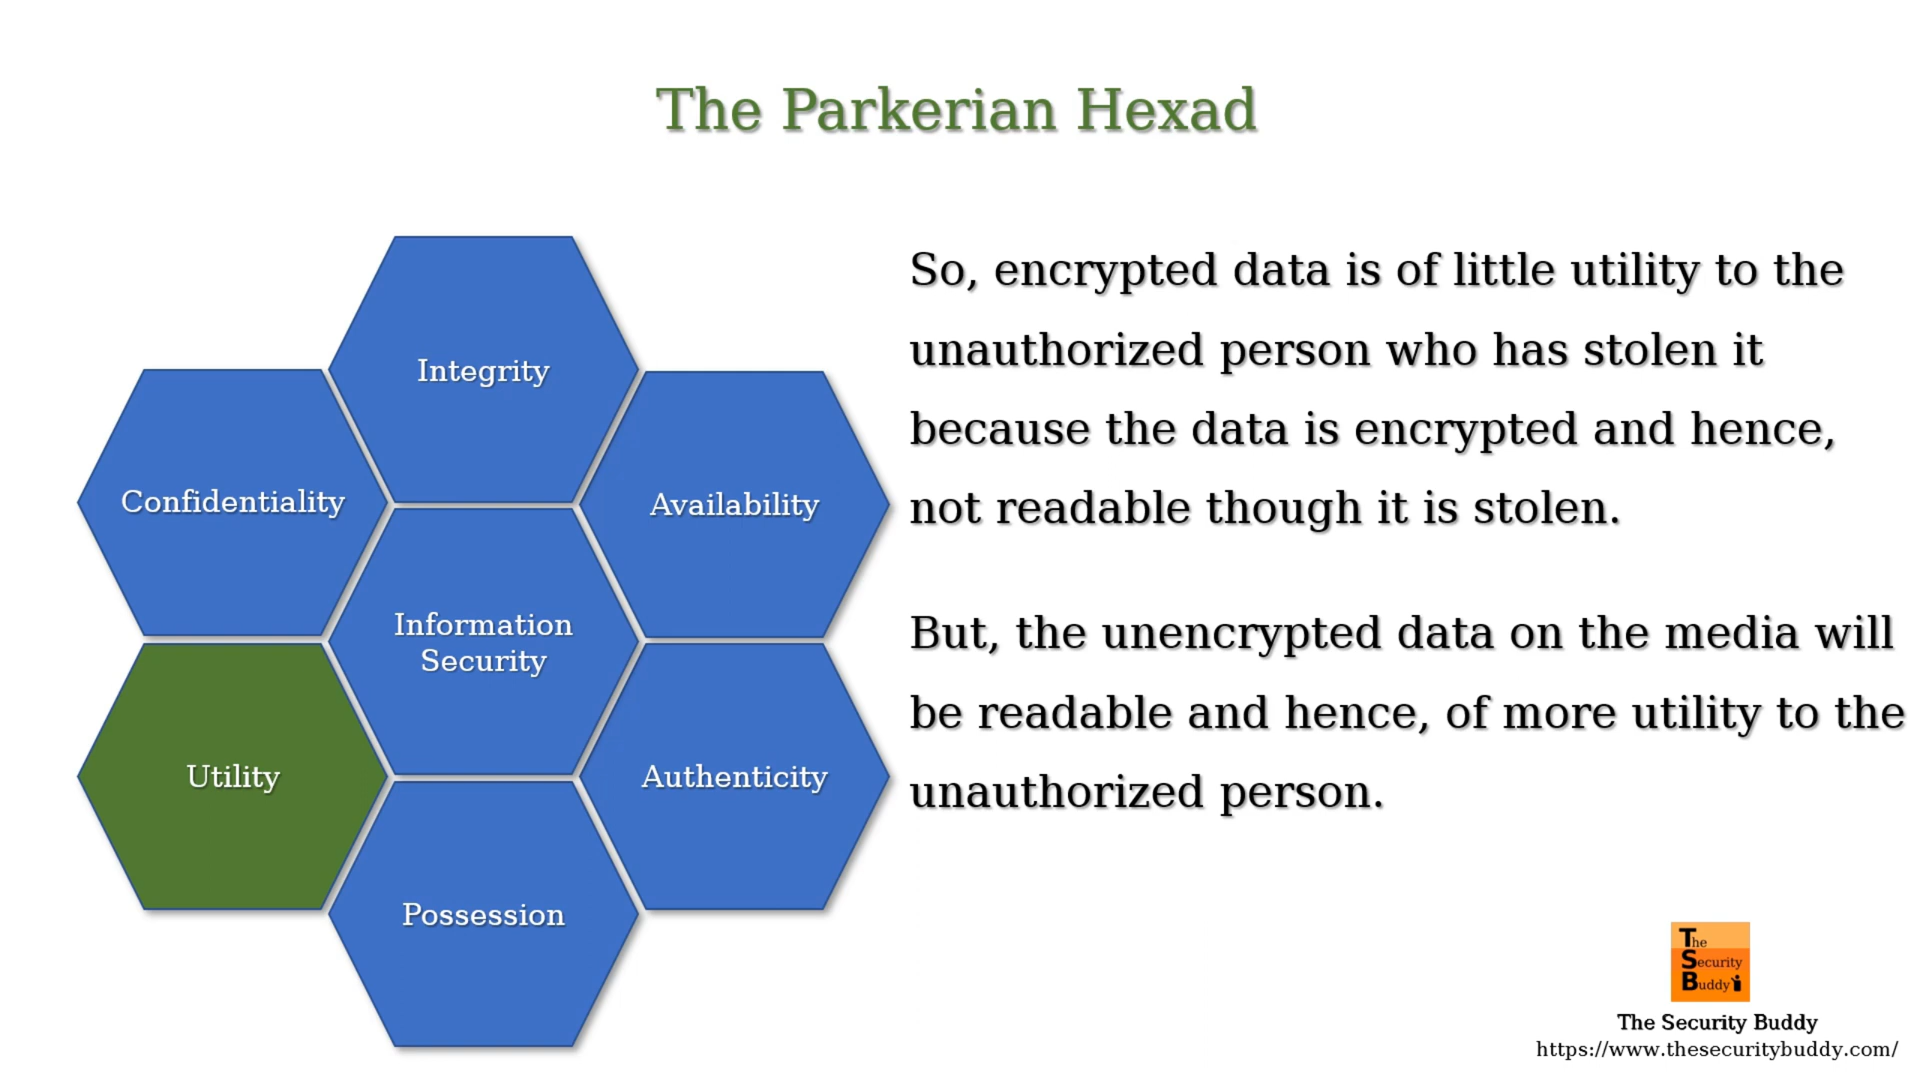 The Parkerian Hexad
Integrity
Confidentiality
Availability
Information
Security
Utility
Authenticity
Possession
So, encrypted data is of little utility to the
unauthorized person who has stolen it
because the data is encrypted and hence,
not readable though it is stolen.
But, the unencrypted data on the media will
be readable and hence, of more utility to the
unauthorized person.
The
Security
Buddy
The Security Buddy
https://www.thesecuritybuddy.com/